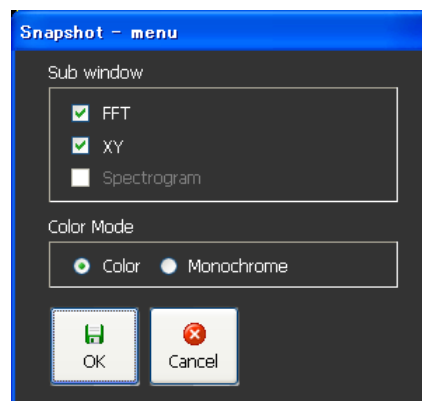 Snapshot - menu
Sub window
FFT
XY
Spectrogram
Color Mode
Color Monochrome
OK Cancel